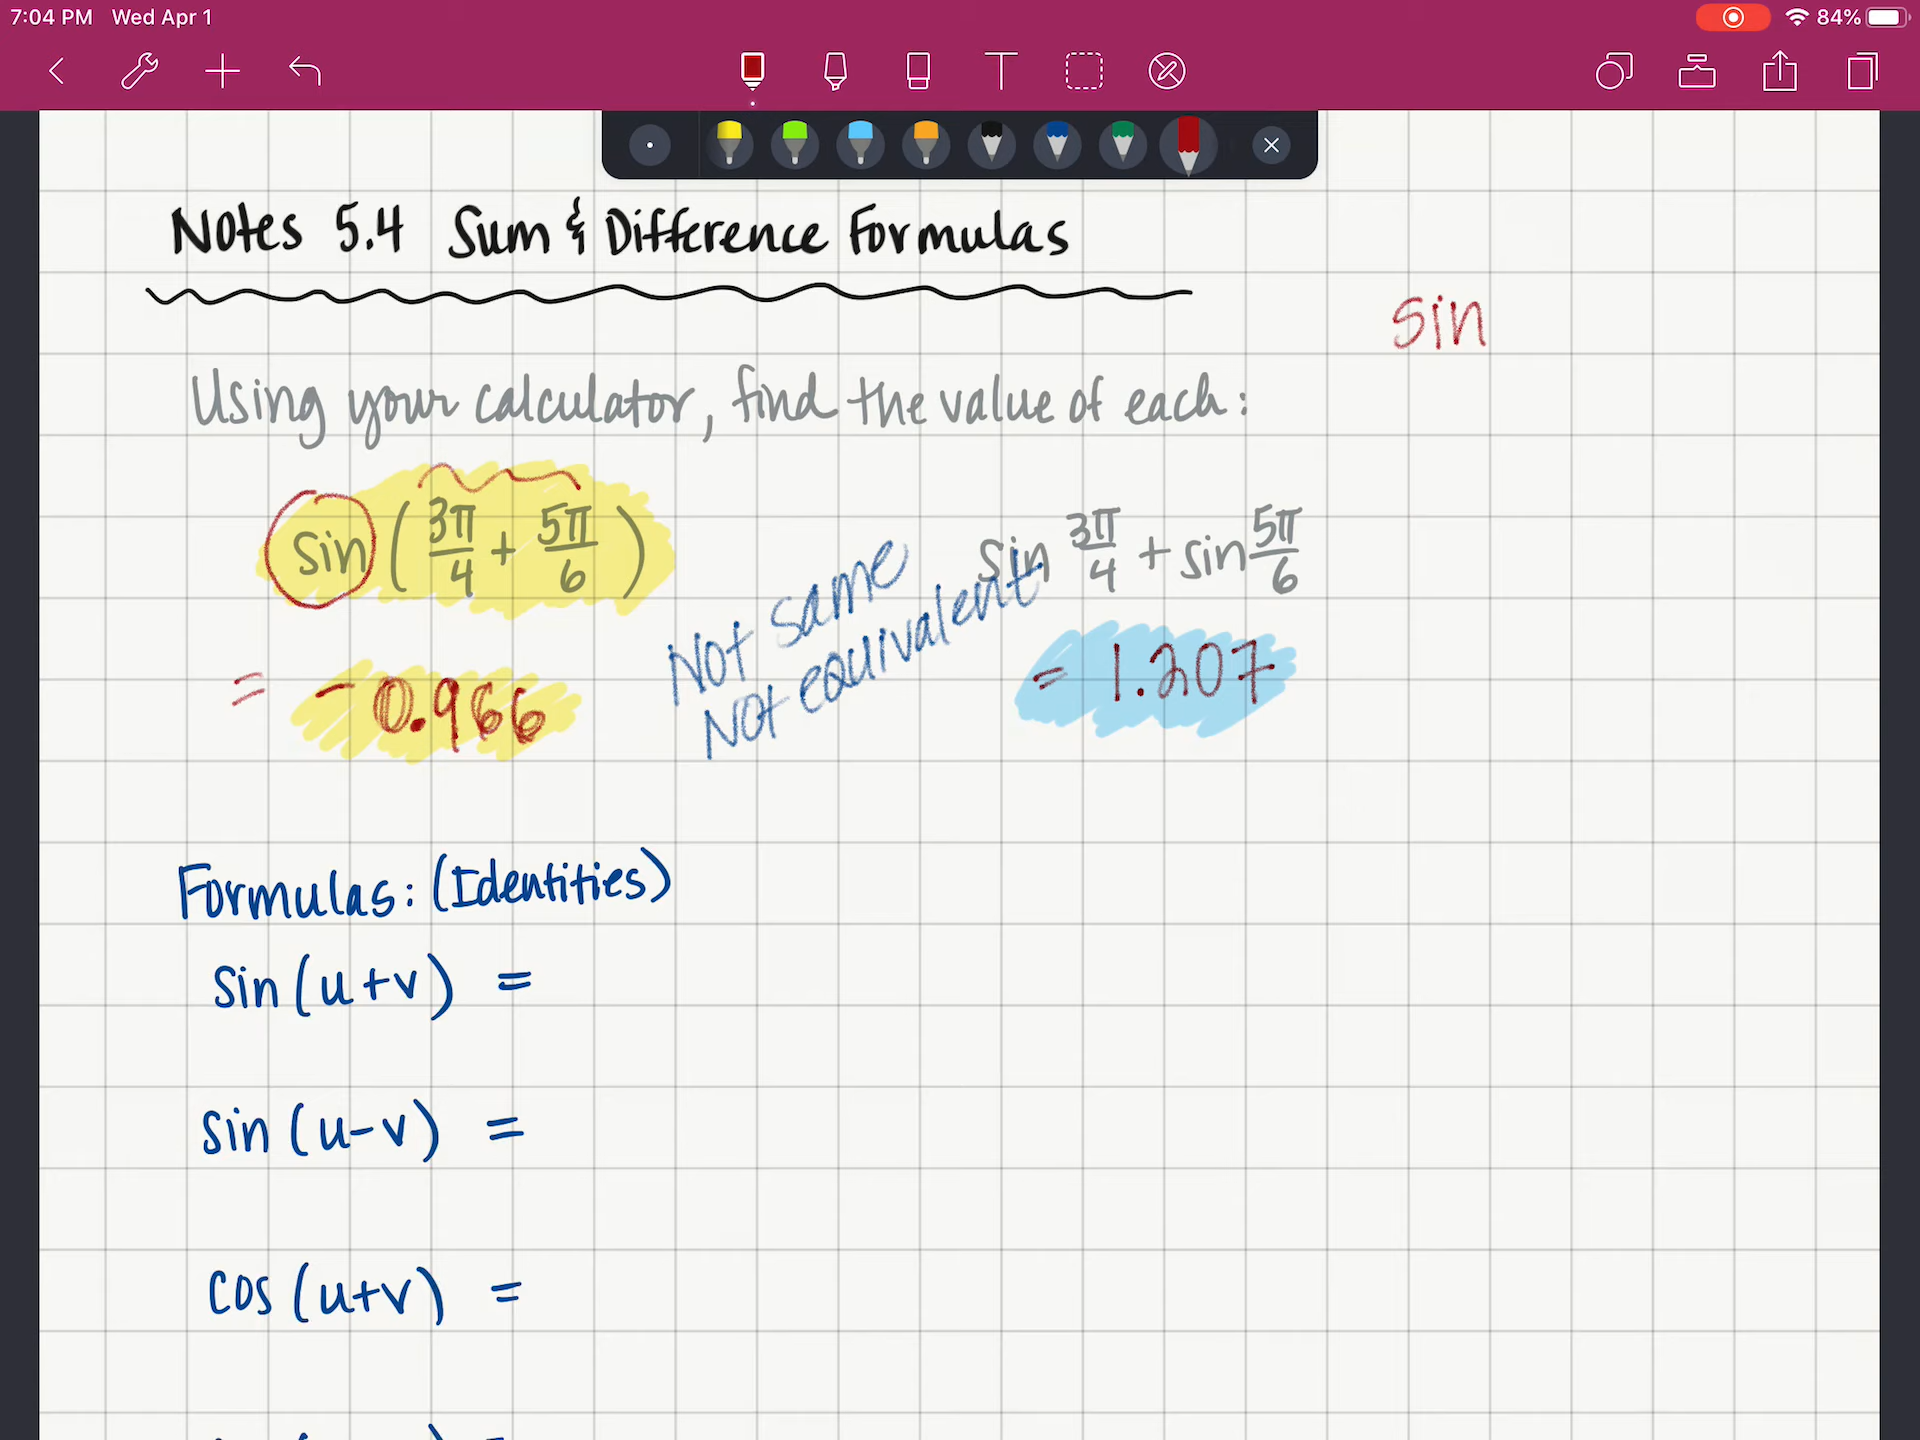 7:04 PM Wed Apr 1
84%
Notes 5.4 Sum & Difference Formulas
sin
Using your calculator, find the value of each:
sin(3π/4 + 5π/6)
sin 3π/4 + sin 5π/6
Not same
Not equivalent
= -0.966
= 1.207
Formulas: (Identities)
sin(u+v) =
sin(u-v) =
cos(u+v) =